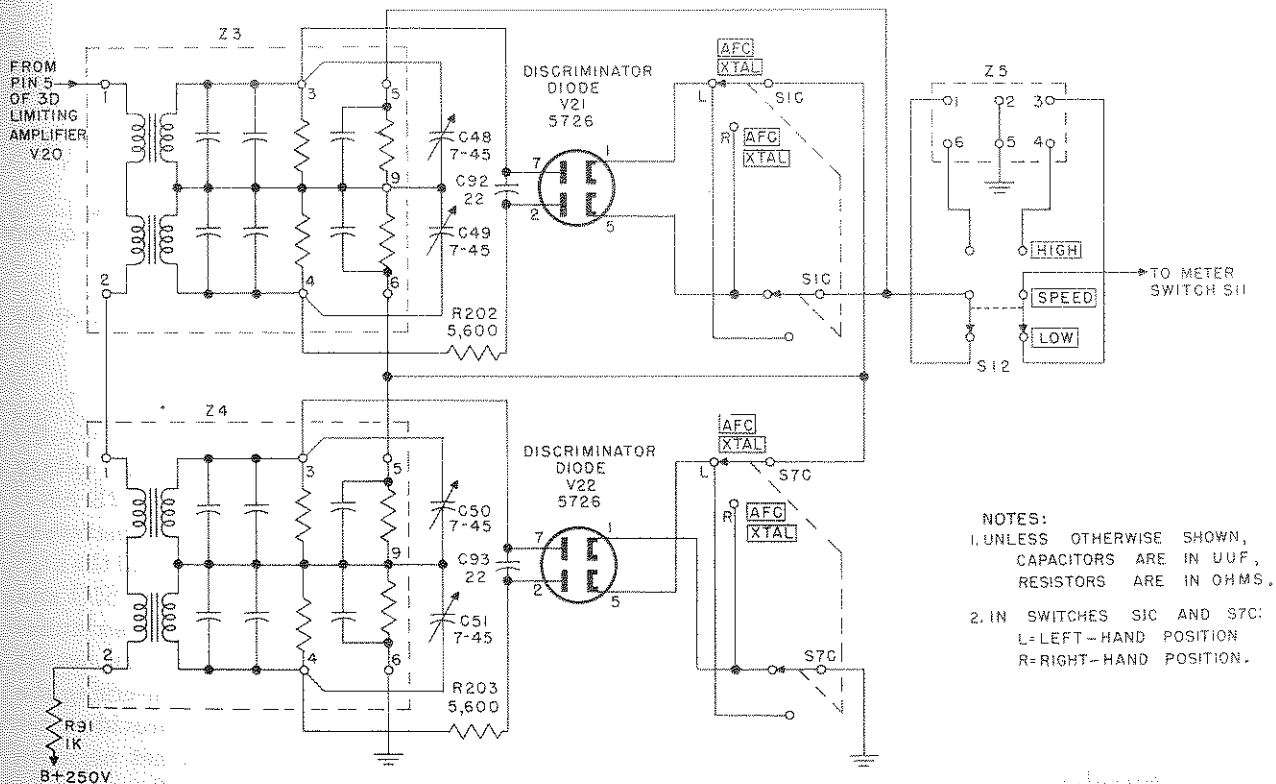 FROM
PIN 5
OF 3D
LIMITING
AMPLIFIER
V20
Z3
1
2
3
4
5
9
6
C48
7-45
C49
7-45
C92
22
R202
5,600
DISCRIMINATOR
DIODE
V21
5726
7
2
1
5
AFC
XTAL
L
S1C
R
AFC
XTAL
S1C
Z5
1
2
3
6
5
4
HIGH
SPEED
LOW
S12
TO METER
SWITCH S11
Z4
1
2
3
4
5
9
6
C50
7-45
C51
7-45
C93
22
R203
5,600
DISCRIMINATOR
DIODE
V22
5726
7
2
1
5
AFC
XTAL
L
S7C
R
AFC
XTAL
S7C
R91
1K
B+250V
NOTES:
1. UNLESS OTHERWISE SHOWN,
CAPACITORS ARE IN UUF,
RESISTORS ARE IN OHMS.
2. IN SWITCHES S1C AND S7C:
L=LEFT-HAND POSITION
R=RIGHT-HAND POSITION.